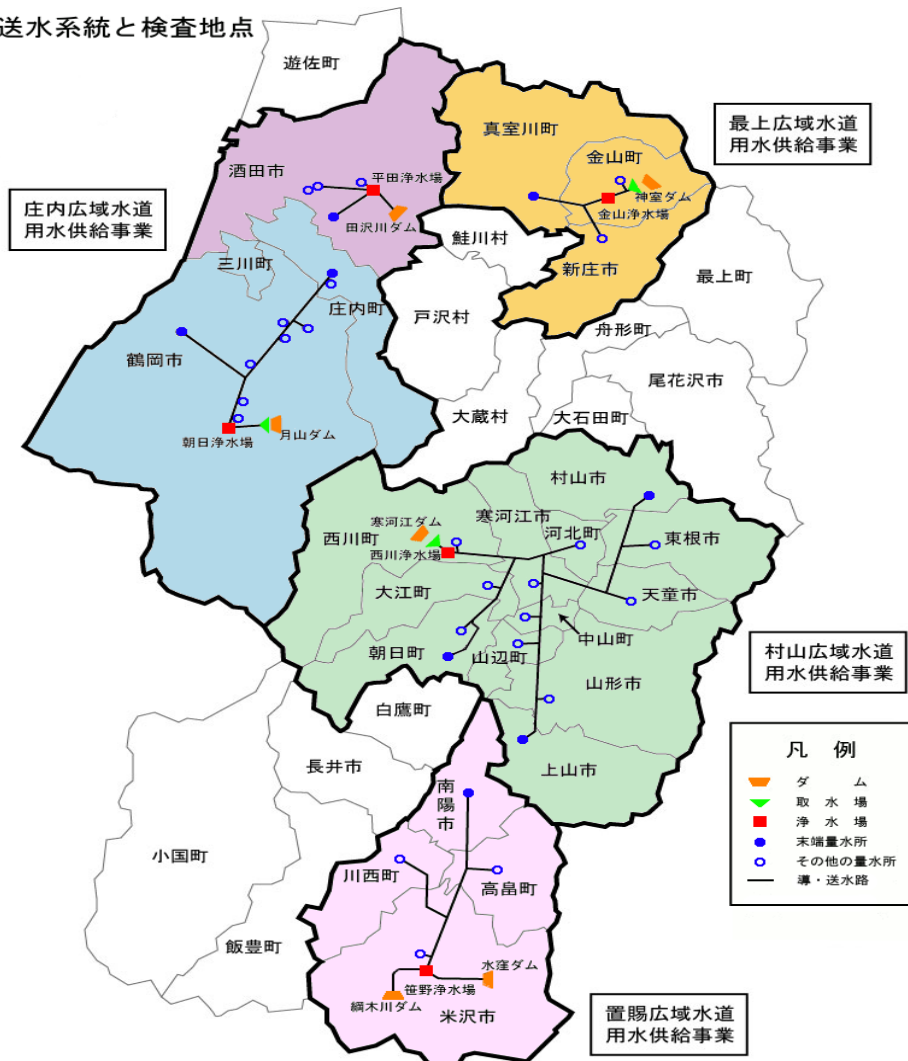 送水系統と検査地点
遊佐町
真室川町
最上広域水道
用水供給事業
金山町
酒田市
平田浄水場
神室ダム
金山浄水場
庄内広域水道
用水供給事業
田沢川ダム
鮭川村
三川町
新庄市
最上町
庄内町
戸沢村
舟形町
鶴岡市
尾花沢市
大蔵村
大石田町
朝日浄水場
月山ダム
村山市
寒河江ダム
寒河江市
西川町
河北町
東根市
西川浄水場
大江町
天童市
中山町
朝日町
山辺町
村山広域水道
用水供給事業
山形市
白鷹町
上山市
長井市
凡 例
ダ ム
取 水 場
浄 水 場
末端量水所
その他の量水所
導・送水路
南陽市
小国町
川西町
高畠町
飯豊町
水窪ダム
笹野浄水場
綱木川ダム
米沢市
置賜広域水道
用水供給事業